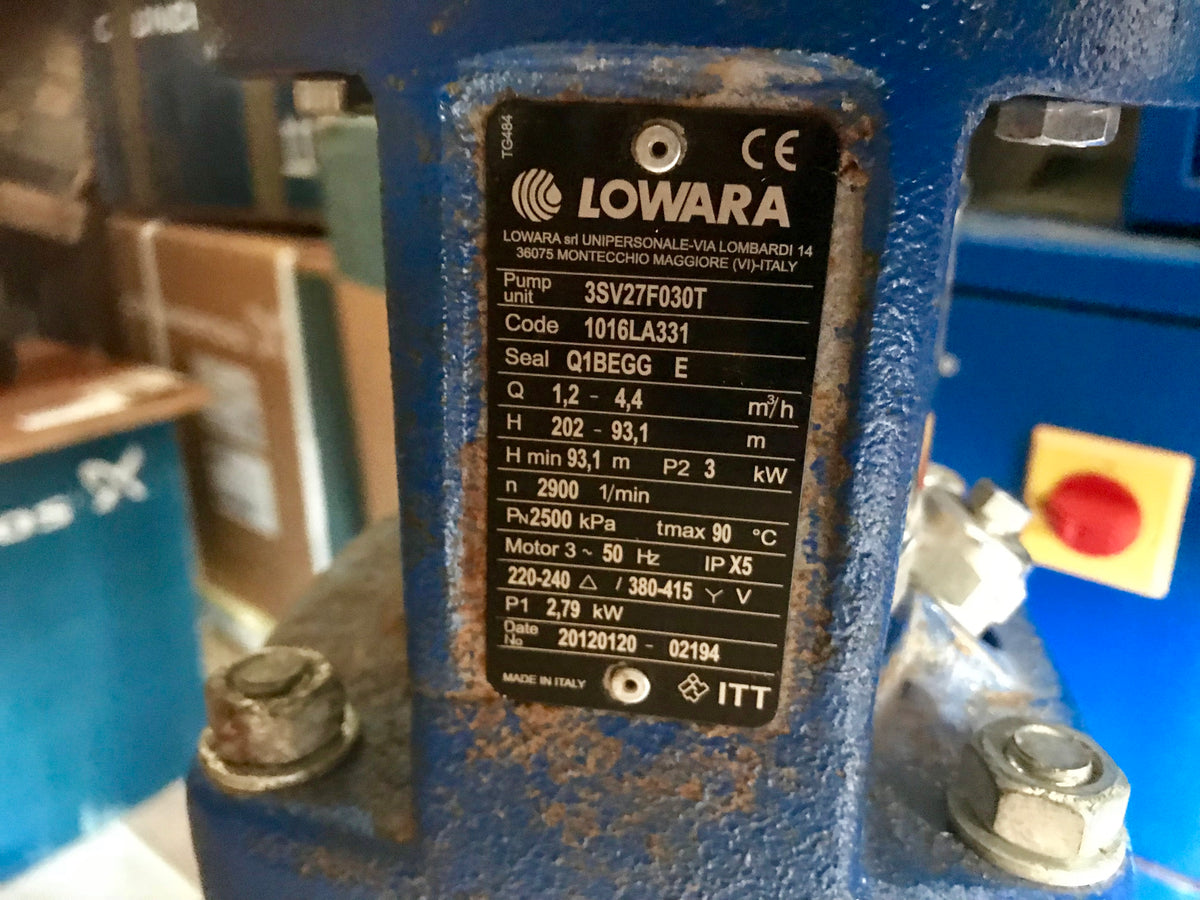 TG484
CE
LOWARA
LOWARA srl UNIPERSONALE-VIA LOMBARDI 14
36075 MONTECCHIO MAGGIORE (VI)-ITALY
Pump unit 3SV27F030T
Code 1016LA331
Seal Q1BEGG E
Q 1,2 - 4,4 m³/h
H 202 - 93,1 m
H min 93,1 m P2 3 kW
n 2900 1/min
PN 2500 kPa tmax 90 °C
Motor 3 ~ 50 Hz IP X5
220-240 △ / 380-415 Y V
P1 2,79 kW
Date No 20120120 - 02194
MADE IN ITALY ITT